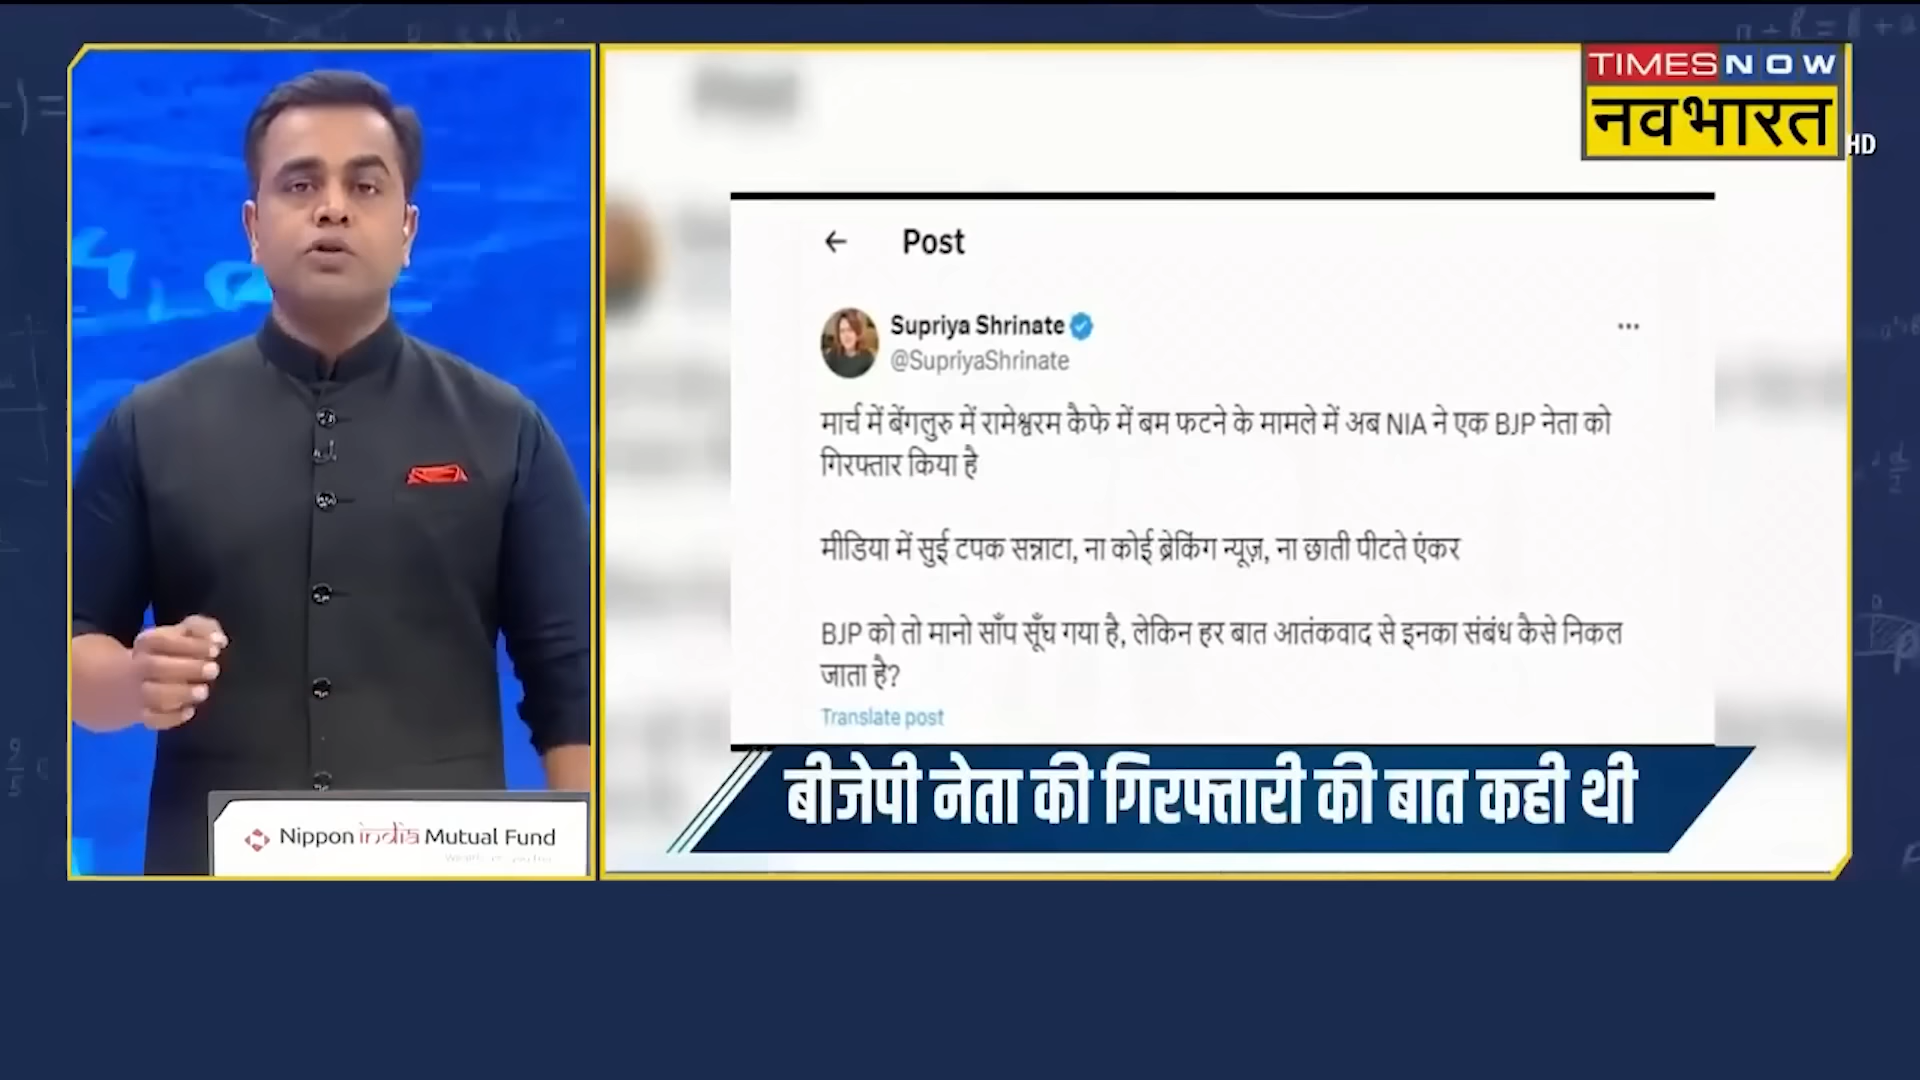 TIMES NOW
नवभारत
HD
Post
Supriya Shrinate
@SupriyaShrinate
मार्च में बेंगलुरु में रामेश्वरम कैफे में बम फटने के मामले में अब NIA ने एक BJP नेता को
गिरफ्तार किया है
मीडिया में सुई टपक सन्नाटा, ना कोई ब्रेकिंग न्यूज़, ना छाती पीटते एंकर
BJP को तो मानो साँप सूँघ गया है, लेकिन हर बात आतंकवाद से इनका संबंध कैसे निकल
जाता है?
Translate post
बीजेपी नेता की गिरफ्तारी की बात कही थी
Nippon india Mutual Fund